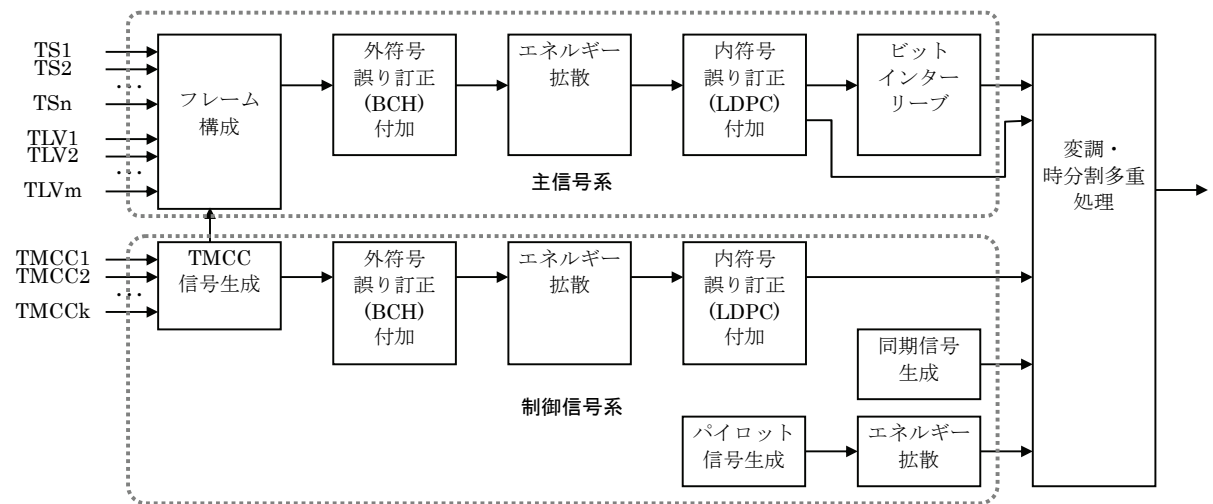 TS1
TS2
…
TSn
TLV1
TLV2
…
TLVm
フレーム
構成
外符号
誤り訂正
(BCH)
付加
エネルギー
拡散
内符号
誤り訂正
(LDPC)
付加
ビット
インター
リーブ
主信号系
変調・
時分割多重
処理
TMCC1
TMCC2
…
TMCCk
TMCC
信号生成
外符号
誤り訂正
(BCH)
付加
エネルギー
拡散
内符号
誤り訂正
(LDPC)
付加
同期信号
生成
制御信号系
パイロット
信号生成
エネルギー
拡散